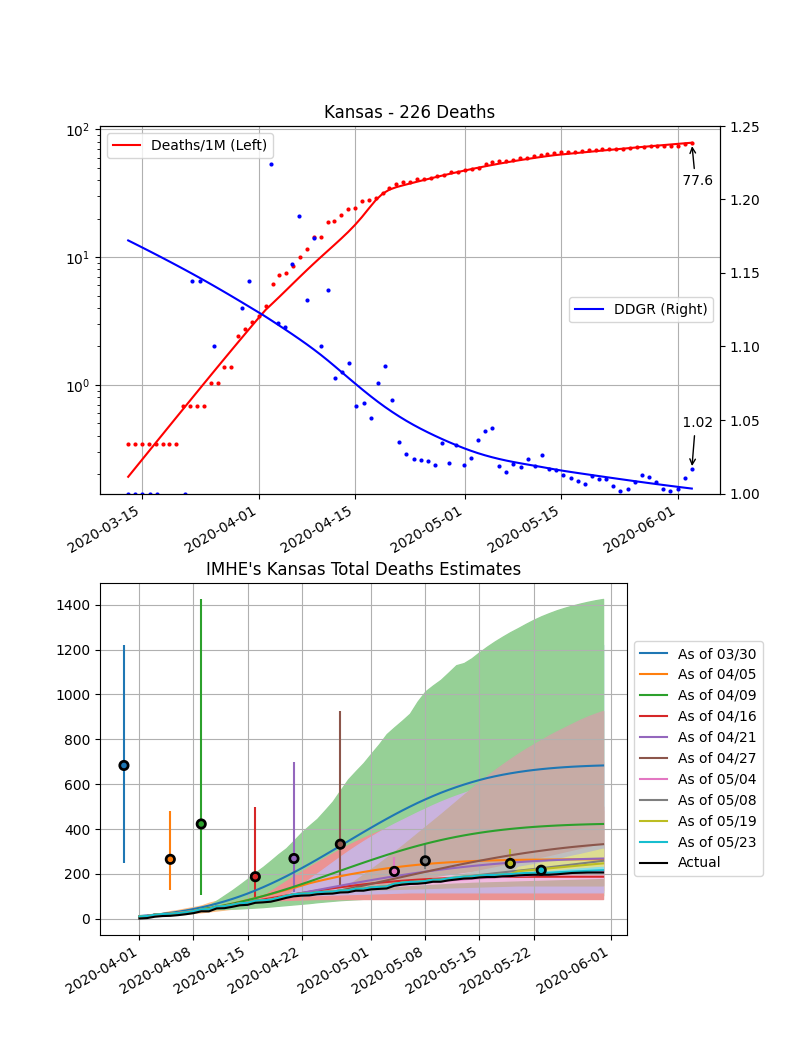 Kansas - 226 Deaths
10²
10¹
10⁰
Deaths/1M (Left)
1.25
1.20
1.15
1.10
1.05
1.00
77.6
DDGR (Right)
1.02
2020-03-15
2020-04-01
2020-04-15
2020-05-01
2020-05-15
2020-06-01
IMHE's Kansas Total Deaths Estimates
1400
1200
1000
800
600
400
200
0
As of 03/30
As of 04/05
As of 04/09
As of 04/16
As of 04/21
As of 04/27
As of 05/04
As of 05/08
As of 05/19
As of 05/23
Actual
2020-04-01
2020-04-08
2020-04-15
2020-04-22
2020-05-01
2020-05-08
2020-05-15
2020-05-22
2020-06-01